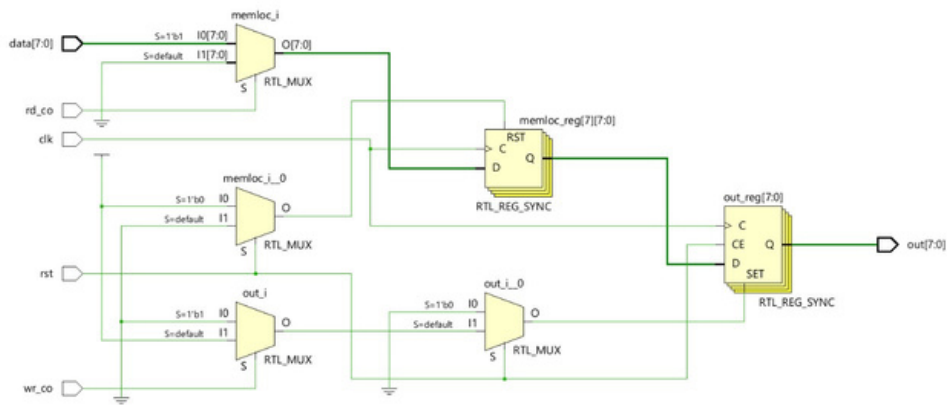 memloc_i
data[7:0]
S=1'b1 I0[7:0]
S=default I1[7:0]
O[7:0]
S
RTL_MUX
rd_co
clk
memloc_reg[7][7:0]
RST
C
D
Q
RTL_REG_SYNC
memloc_i__0
S=1'b0 I0
S=default I1
O
S
RTL_MUX
out_reg[7:0]
C
CE
D
Q
SET
RTL_REG_SYNC
out[7:0]
rst
out_i
S=1'b1 I0
S=default I1
O
S
RTL_MUX
out_i__0
S=1'b0 I0
S=default I1
O
S
RTL_MUX
wr_co